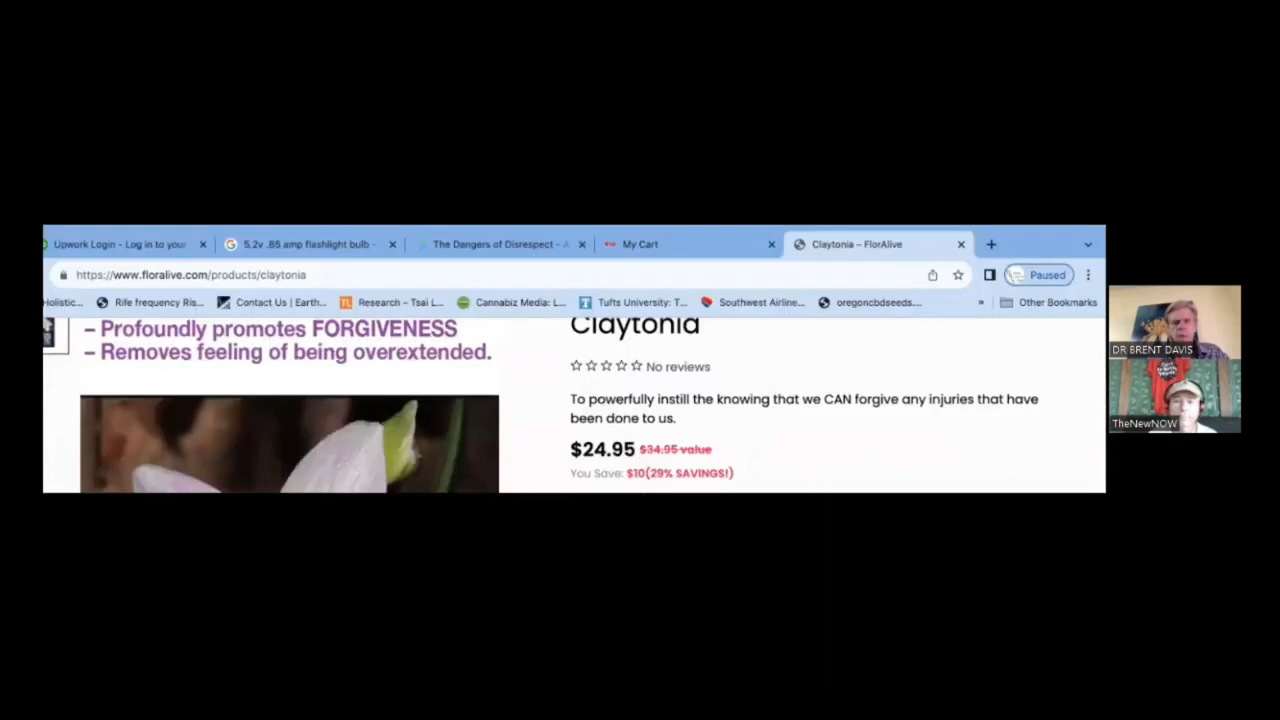 Upwork Login - Log in to your
5.2v .85 amp flashlight bulb -
The Dangers of Disrespect - A
My Cart
Claytonia – FlorAlive
https://www.floralive.com/products/claytonia
Paused
Holistic...
Rife frequency Ris...
Contact Us | Earth...
Research – Tsai L...
Cannabiz Media: L...
Tufts University: T...
Southwest Airline...
oregoncbdseeds....
»
Other Bookmarks
– Profoundly promotes FORGIVENESS
– Removes feeling of being overextended.
Claytonia
No reviews
To powerfully instill the knowing that we CAN forgive any injuries that have
been done to us.
$24.95 $34.95 value
You Save: $10(29% SAVINGS!)
DR BRENT DAVIS
TheNewNOW